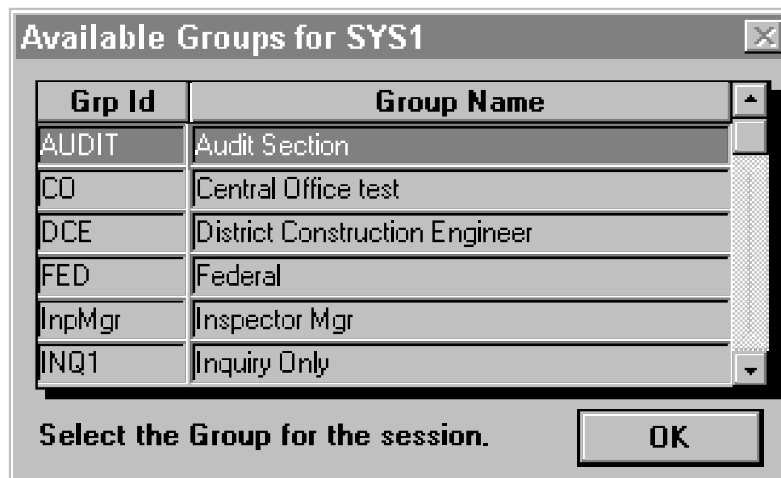 Available Groups for SYS1
Grp Id Group Name
AUDIT Audit Section
CO Central Office test
DCE District Construction Engineer
FED Federal
InpMgr Inspector Mgr
INQ1 Inquiry Only
Select the Group for the session. OK